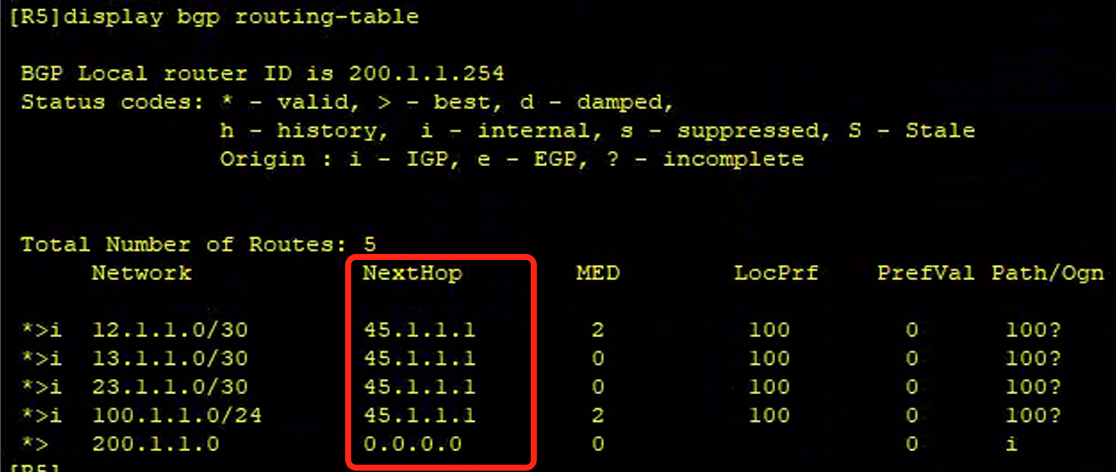 [R5]display bgp routing-table
BGP Local router ID is 200.1.1.254
Status codes: * - valid, > - best, d - damped,
h - history, i - internal, s - suppressed, S - Stale
Origin : i - IGP, e - EGP, ? - incomplete
Total Number of Routes: 5
Network NextHop MED LocPrf PrefVal Path/Ogn
*>i 12.1.1.0/30 45.1.1.1 2 100 0 100?
*>i 13.1.1.0/30 45.1.1.1 0 100 0 100?
*>i 23.1.1.0/30 45.1.1.1 0 100 0 100?
*>i 100.1.1.0/24 45.1.1.1 2 100 0 100?
*> 200.1.1.0 0.0.0.0 0 0 i
[R5]